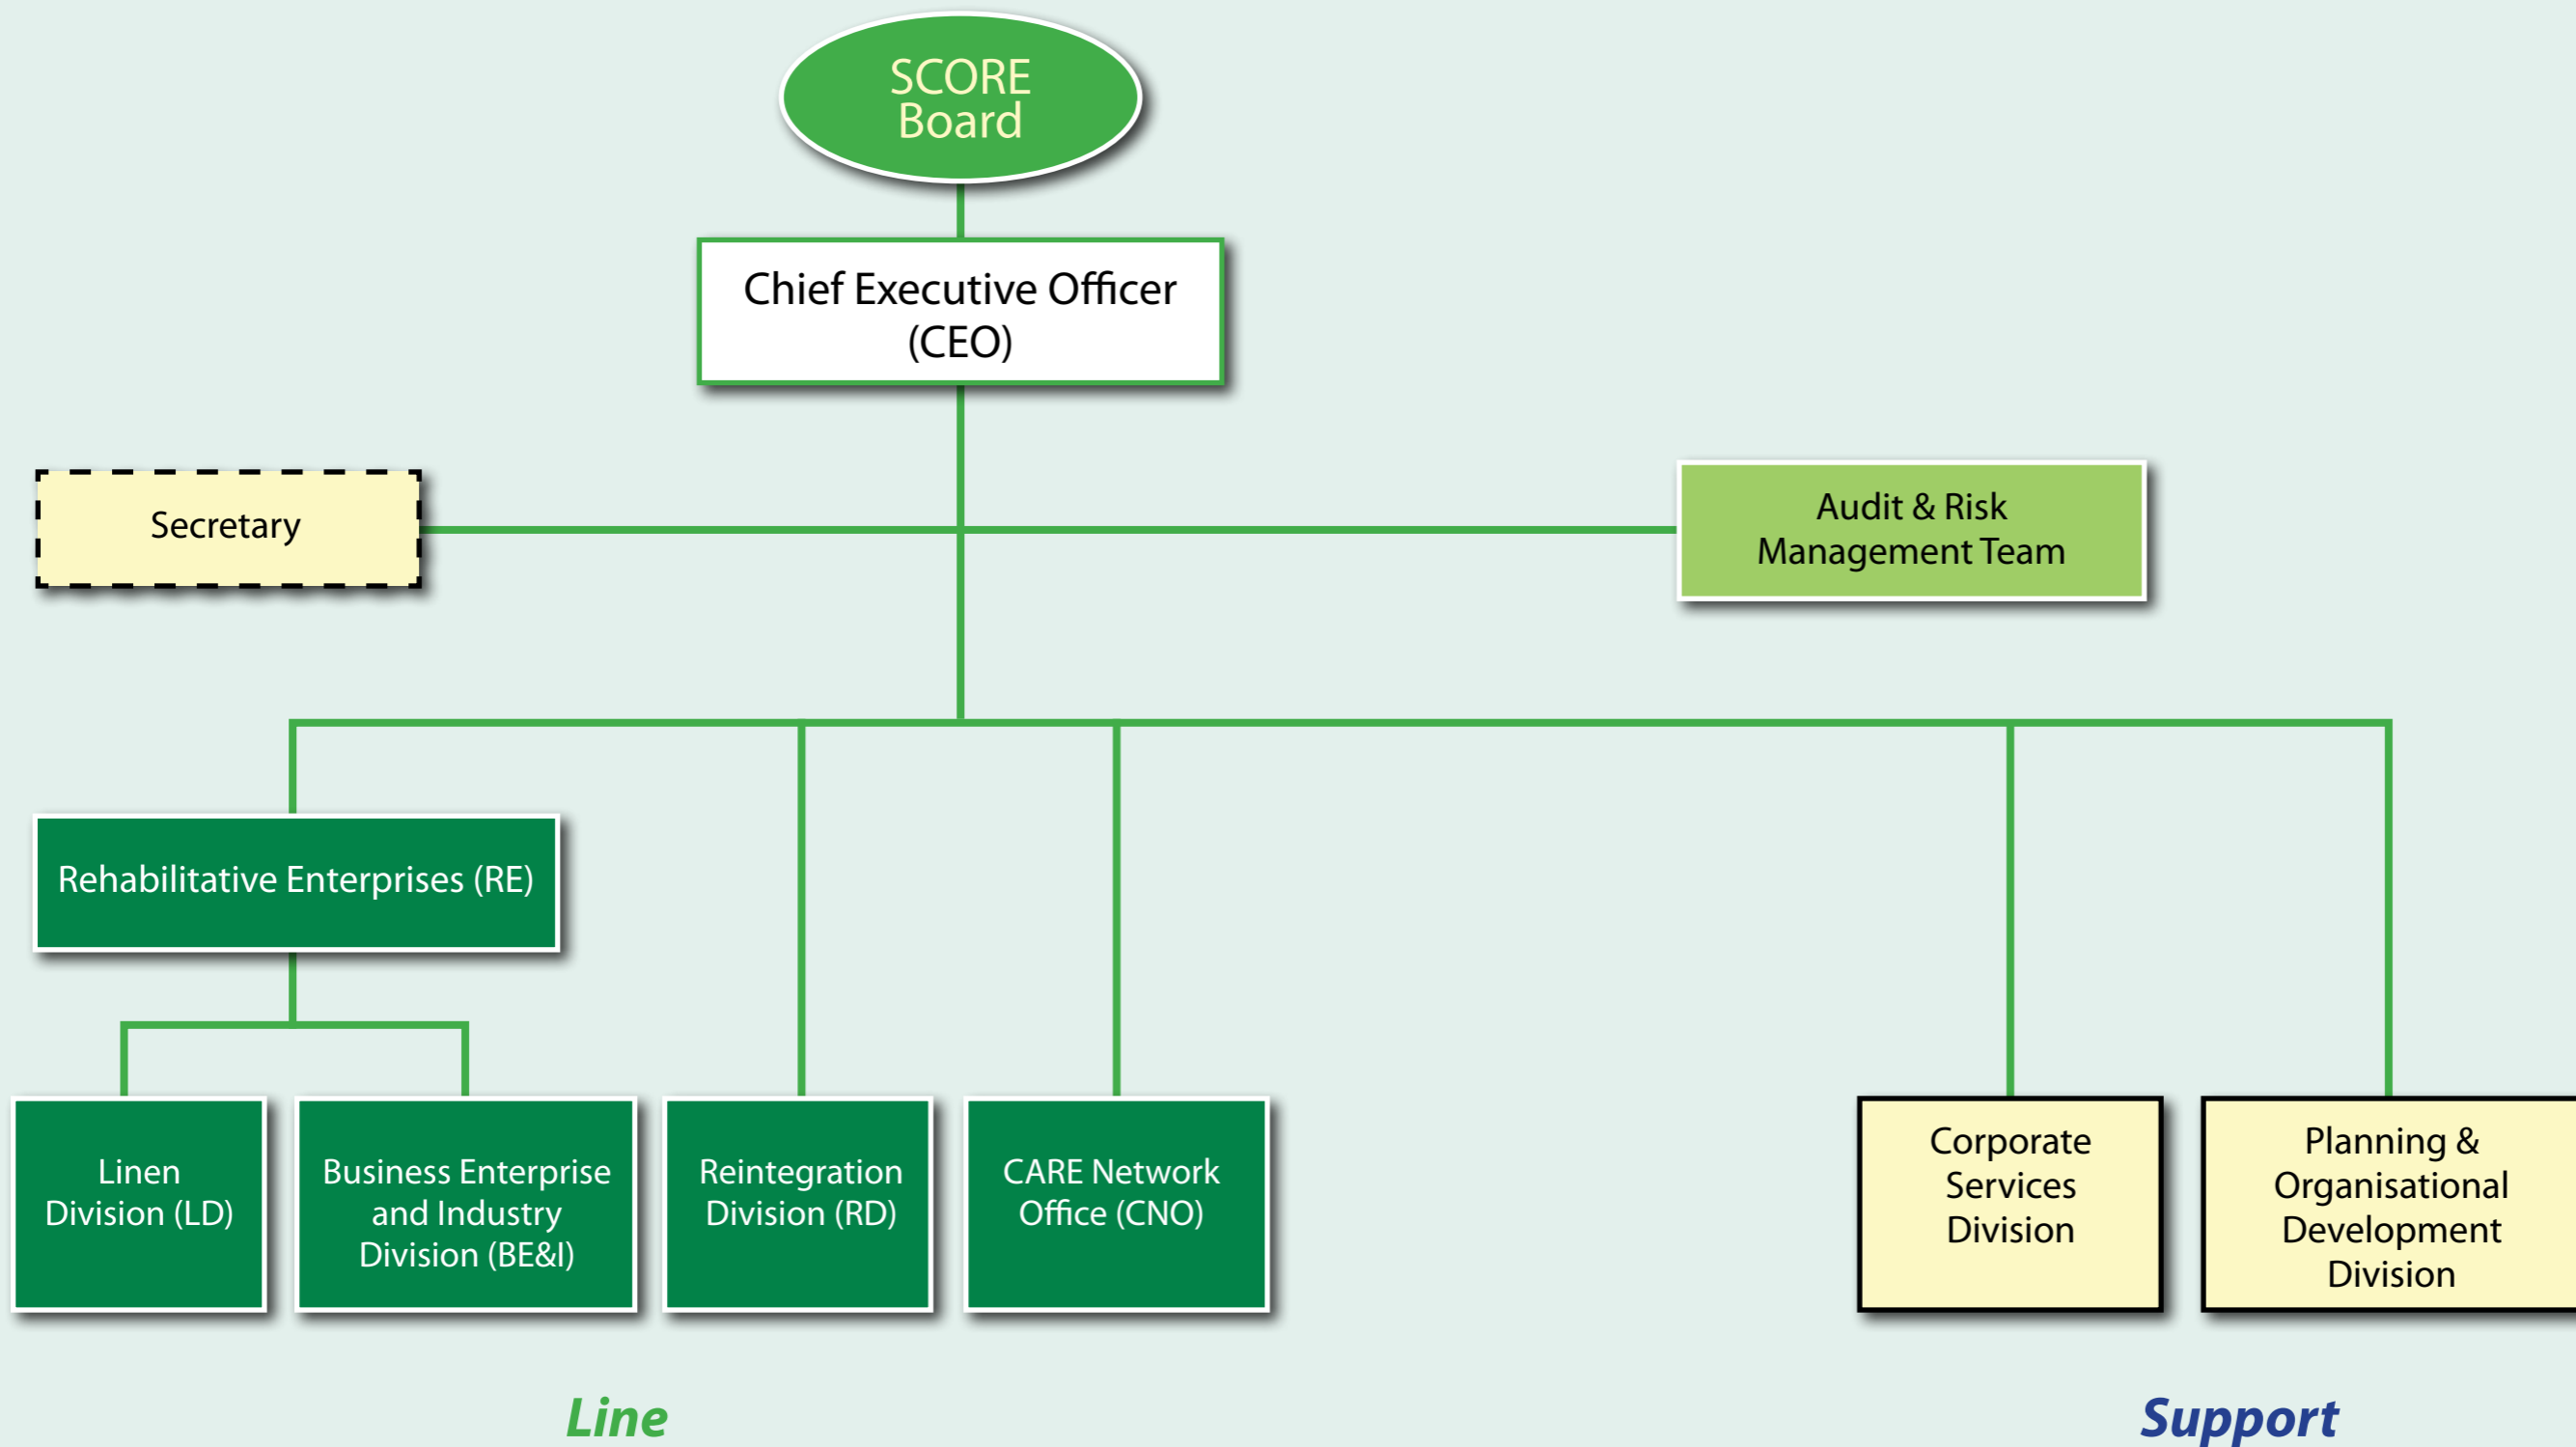 SCORE
Board
Chief Executive Officer
(CEO)
Secretary
Audit & Risk
Management Team
Rehabilitative Enterprises (RE)
Linen
Division (LD)
Business Enterprise
and Industry
Division (BE&I)
Reintegration
Division (RD)
CARE Network
Office (CNO)
Corporate
Services
Division
Planning &
Organisational
Development
Division
Line
Support